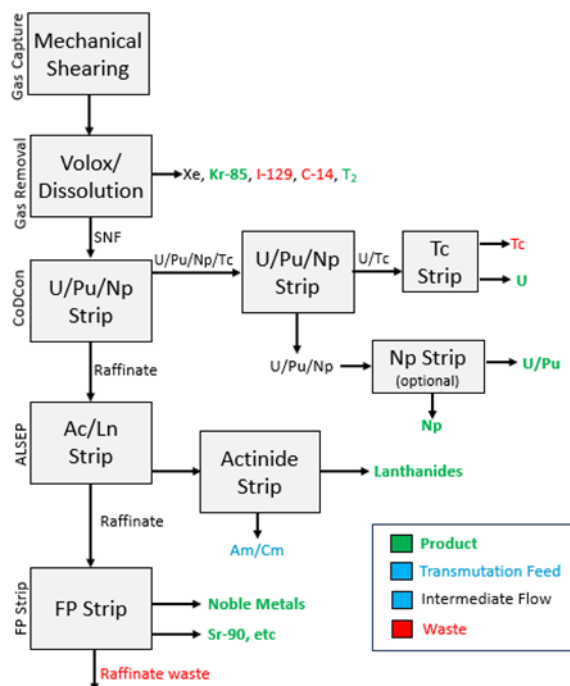 Gas Capture
Mechanical
Shearing
Gas Removal
Volox/
Dissolution
Xe, Kr-85, I-129, C-14, T2
SNF
CoDCon
U/Pu/Np
Strip
U/Pu/Np/Tc
U/Pu/Np
Strip
U/Tc
Tc
Strip
Tc
U
U/Pu/Np
Np Strip
(optional)
U/Pu
Np
Raffinate
ALSEP
Ac/Ln
Strip
Actinide
Strip
Lanthanides
Am/Cm
Raffinate
FP Strip
FP Strip
Noble Metals
Sr-90, etc
Raffinate waste
Product
Transmutation Feed
Intermediate Flow
Waste